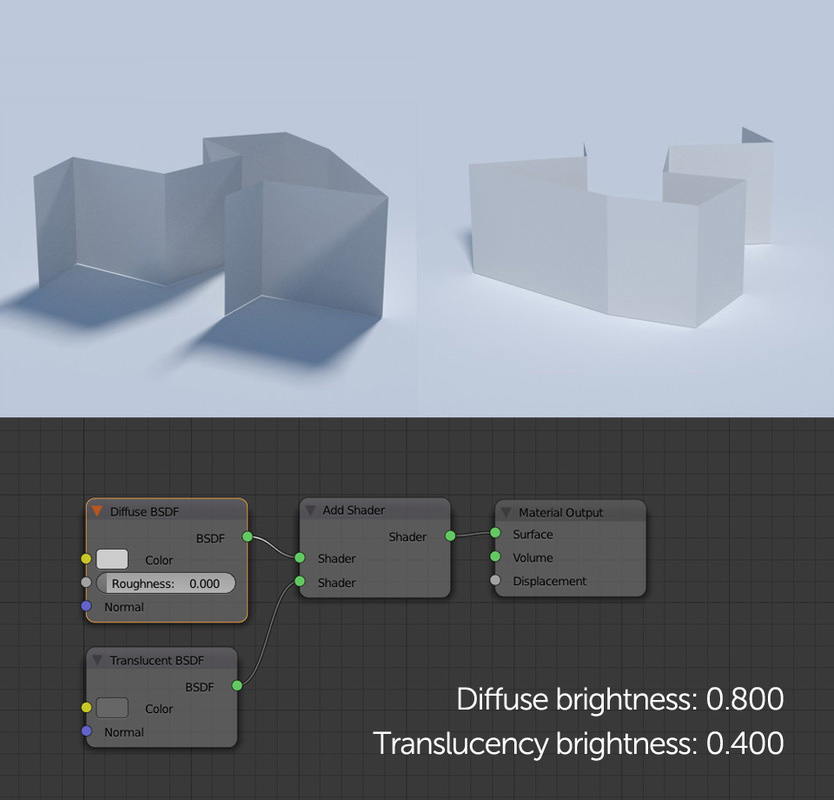 Diffuse BSDF
BSDF
Color
Roughness: 0.000
Normal
Add Shader
Shader
Shader
Shader
Material Output
Surface
Volume
Displacement
Translucent BSDF
BSDF
Color
Normal
Diffuse brightness: 0.800
Translucency brightness: 0.400